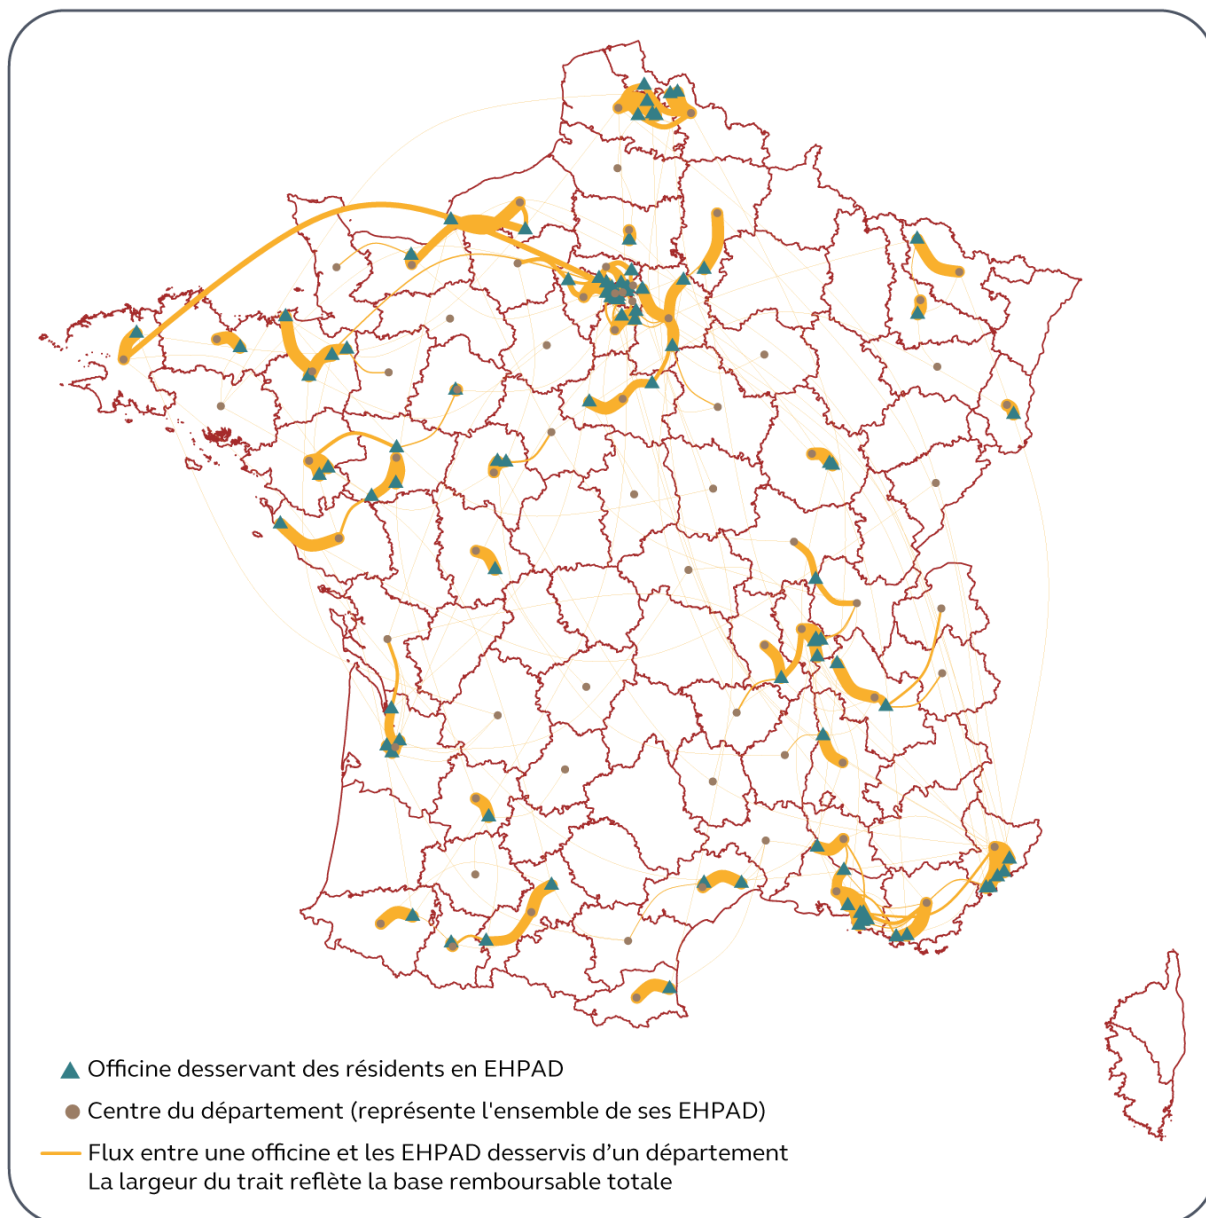 Officine desservant des résidents en EHPAD
Centre du département (représente l'ensemble de ses EHPAD)
Flux entre une officine et les EHPAD desservis d’un département
La largeur du trait reflète la base remboursable totale